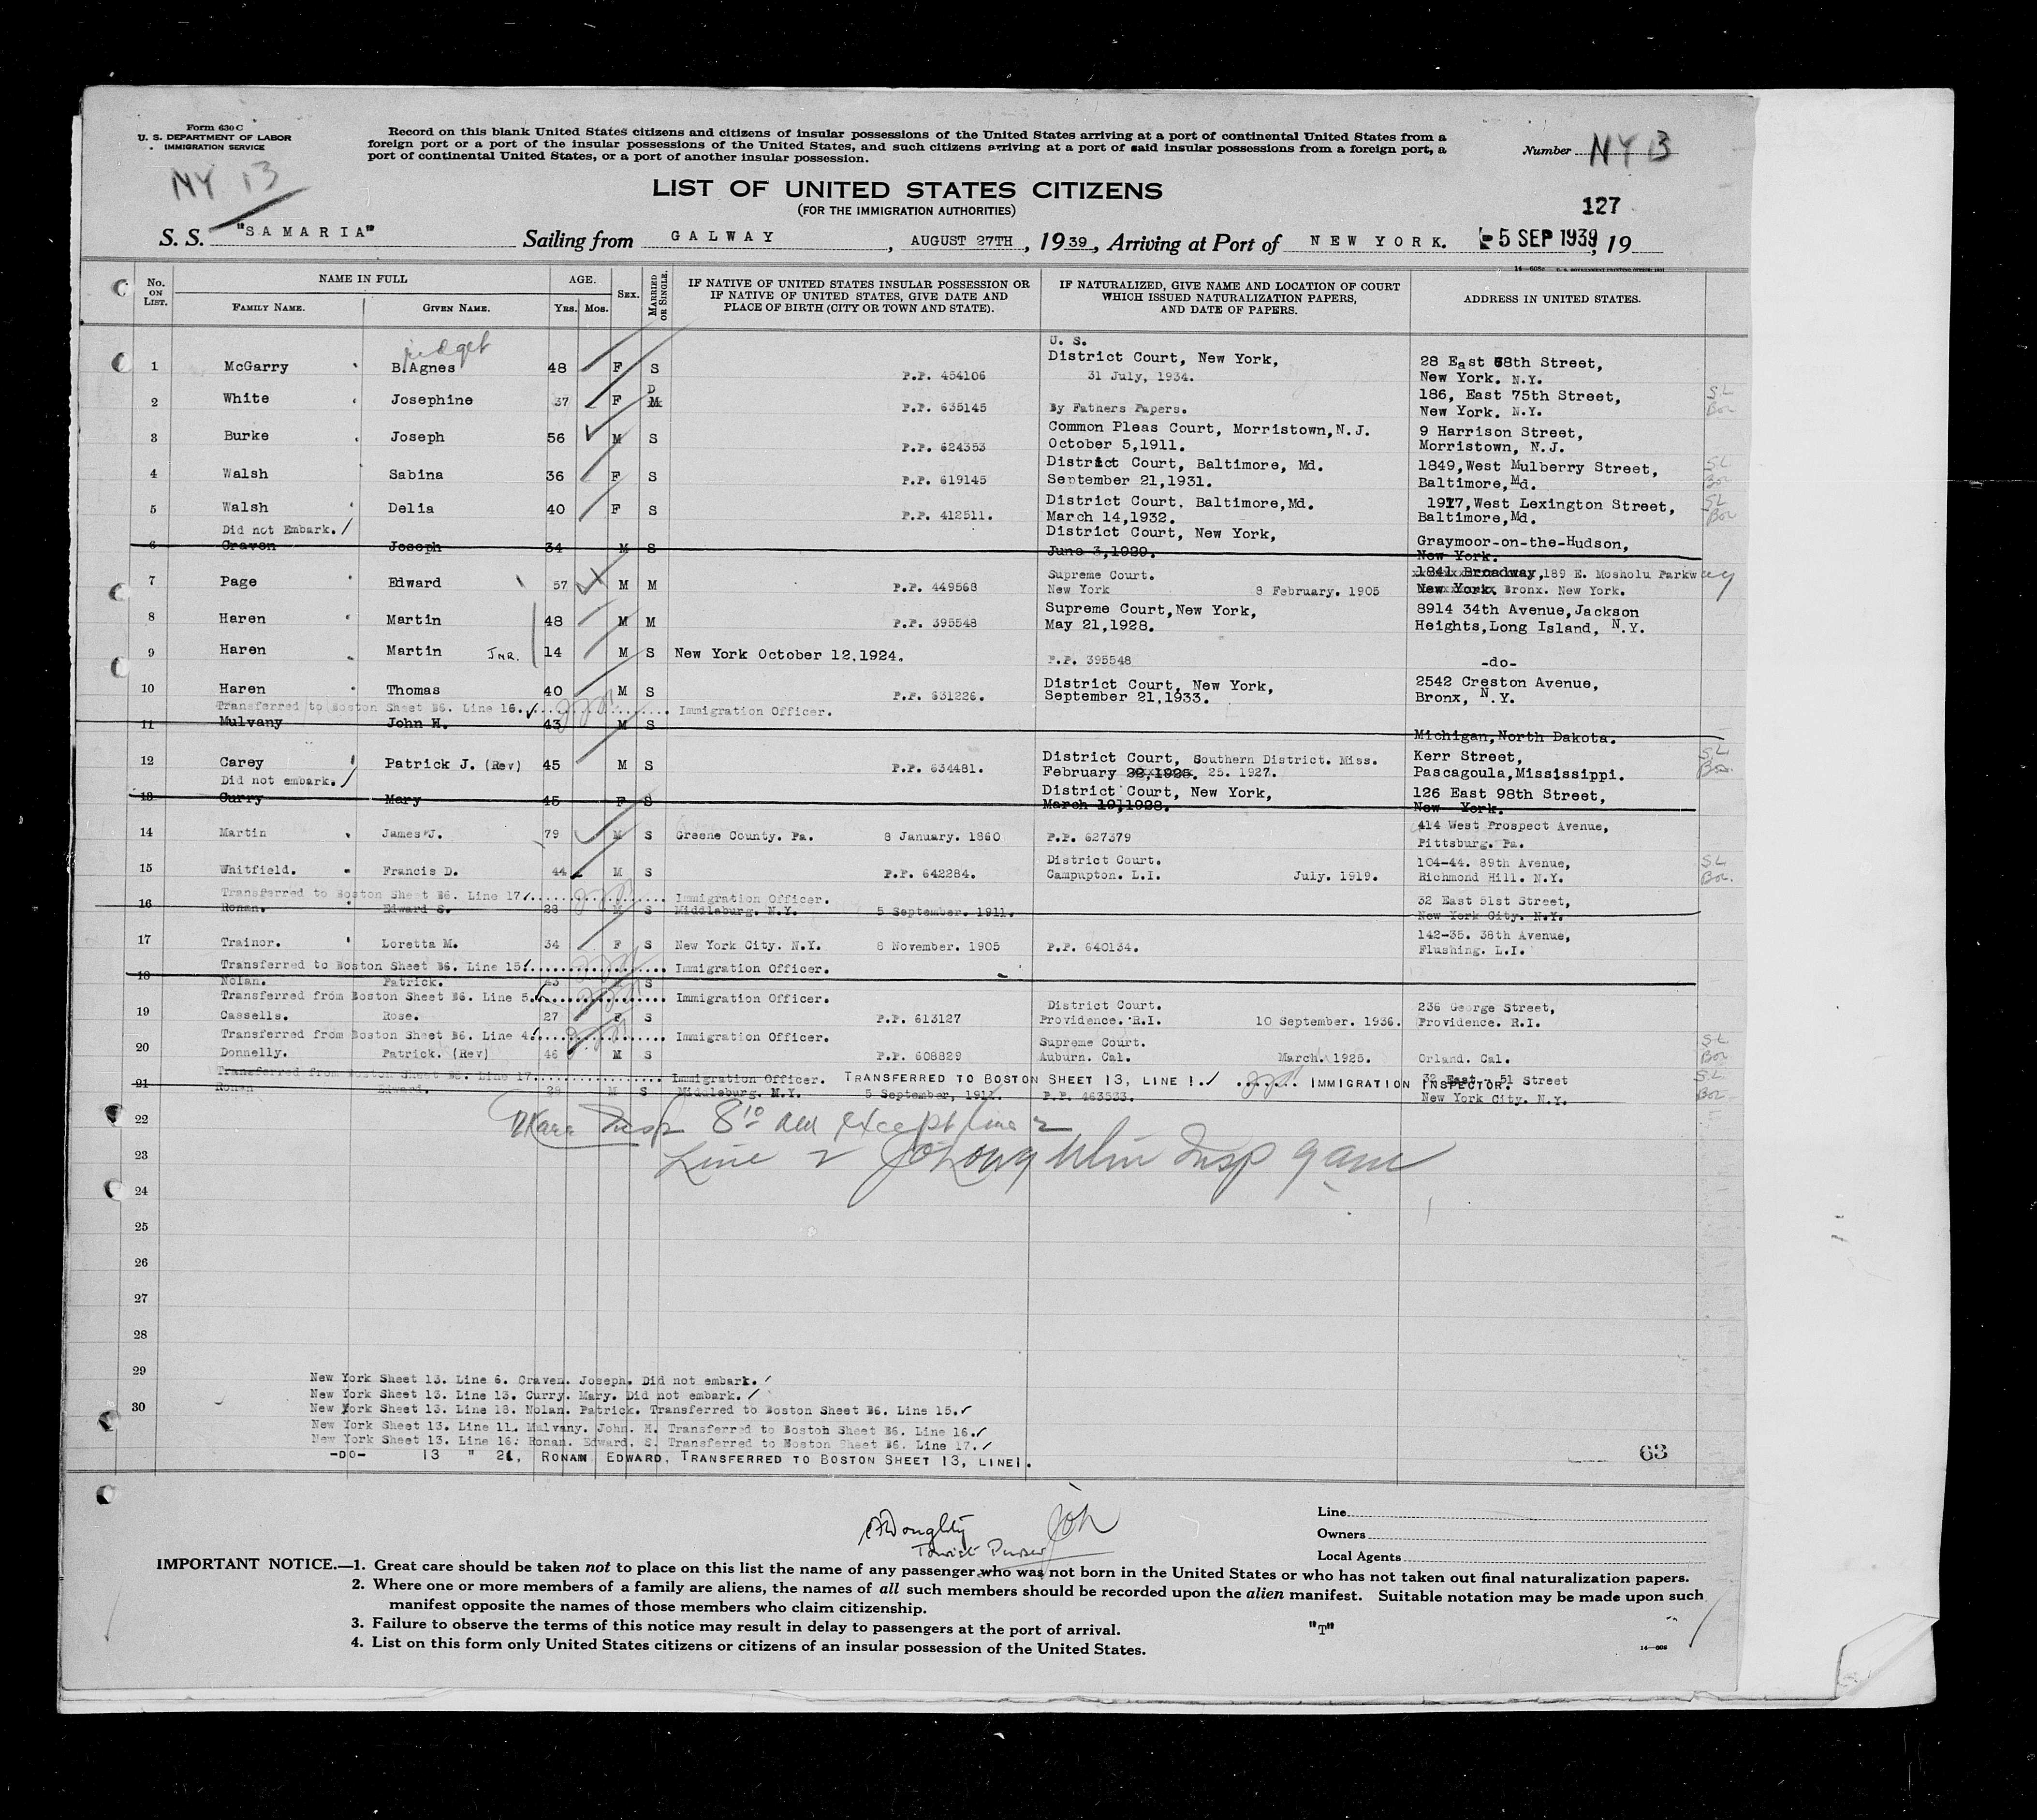 Form 630 C
U. S. DEPARTMENT OF LABOR
IMMIGRATION SERVICE
NY 13
Record on this blank United States citizens and citizens of insular possessions of the United States arriving at a port of continental United States from a
foreign port or a port of the insular possessions of the United States, and such citizens arriving at a port of said insular possessions from a foreign port, a
port of continental United States, or a port of another insular possession.
Number NY 13
LIST OF UNITED STATES CITIZENS
(FOR THE IMMIGRATION AUTHORITIES)
127
S. S. "SAMARIA" Sailing from GALWAY, AUGUST 27TH, 1939, Arriving at Port of NEW YORK. 5 SEP 1939, 19
No. ON LIST. NAME IN FULL FAMILY NAME. GIVEN NAME. AGE. Yrs. Mos. SEX. MARRIED OR SINGLE. IF NATIVE OF UNITED STATES INSULAR POSSESSION OR IF NATIVE OF UNITED STATES, GIVE DATE AND PLACE OF BIRTH (CITY OR TOWN AND STATE). IF NATURALIZED, GIVE NAME AND LOCATION OF COURT WHICH ISSUED NATURALIZATION PAPERS, AND DATE OF PAPERS. ADDRESS IN UNITED STATES.
U. S.
1 McGarry B. Agnes 48 F S District Court, New York, 28 East 68th Street,
P.P. 454106 31 July, 1934. New York. N.Y.
2 White Josephine 37 F M D 186, East 75th Street, S.L.
P.P. 635145 By Fathers Papers. New York. N.Y.
3 Burke Joseph 56 M S Common Pleas Court, Morristown, N.J. 9 Harrison Street,
P.P. 624353 October 5,1911. Morristown, N.J.
4 Walsh Sabina 36 F S District Court, Baltimore, Md. 1849,West Mulberry Street, S.L.
P.P. 619145 September 21,1931. Baltimore,Md.
5 Walsh Delia 40 F S District Court. Baltimore,Md. 1917,West Lexington Street, S.L.
P.P. 412511. March 14,1932. Baltimore,Md.
Did not Embark. District Court, New York, Graymoor-on-the-Hudson,
6 Craven Joseph 34 M S June 3,1929. New York.
7 Page Edward 57 M M Supreme Court. 1841 Broadway, 189 E. Mosholu Parkway
P.P. 449568 New York 8 February. 1905 New York. Bronx. New York.
8 Haren Martin 48 M M Supreme Court,New York, 8914 34th Avenue,Jackson
P.P. 395548 May 21,1928. Heights,Long Island, N.Y.
9 Haren Martin JNR. 14 M S New York October 12,1924. P.P. 395548 -do-
10 Haren Thomas 40 M S District Court, New York, 2542 Creston Avenue,
P.P. 631226. September 21,1933. Bronx, N.Y.
Transferred to Boston Sheet B6. Line 16. Immigration Officer.
11 Mulvany John H. 43 M S Michigan,North Dakota.
12 Carey Patrick J. (Rev) 45 M S District Court, Southern District. Miss. Kerr Street, S.L.
P.P. 634481. February 22,1926. 25. 1927. Pascagoula,Mississippi.
Did not embark. District Court, New York, 126 East 98th Street,
13 Curry Mary 45 F S March 19,1928. New York.
14 Martin James J. 79 M S Greene County. Pa. 8 January. 1860 P.P. 627379 414 West Prospect Avenue,
Pittsburg. Pa.
15 Whitfield. Francis D. 44 M S District Court. 104-44. 89th Avenue, S.L.
P.P. 642284. Campupton. L.I. July. 1919. Richmond Hill. N.Y.
Transferred to Boston Sheet B6. Line 17. Immigration Officer. 32 East 51st Street,
16 Ronan. Edward S. 28 M S Middleburg. N.Y. 5 September. 1911. New York City. N.Y.
17 Trainor. Loretta M. 34 F S New York City. N.Y. 8 November. 1905 P.P. 640134. 142-35. 38th Avenue,
Flushing. L.I.
Transferred to Boston Sheet B6. Line 15. Immigration Officer.
18 Nolan. Patrick. 43 S
Transferred from Boston Sheet B6. Line 5. Immigration Officer.
19 Cassells. Rose. 27 F S District Court. 236 George Street,
P.P. 613127 Providence. R.I. 10 September. 1936. Providence. R.I.
Transferred from Boston Sheet B6. Line 4. Immigration Officer.
20 Donnelly. Patrick. (Rev) 46 M S Supreme Court. S.L.
P.P. 608829 Auburn. Cal. March. 1925. Orland. Cal.
Transferred from Boston Sheet B6. Line 17. Immigration Officer. TRANSFERRED TO BOSTON SHEET 13, LINE 1. IMMIGRATION INSPECTOR. 32 East 51 Street S.L.
21 Ronan Edward. 28 M S Middleburg. N.Y. 5 September, 1911. P.P. 463533. New York City. N.Y.
22 Insp 8 10 am except line 2
23 Line 2 Insp 9 am
24
25
26
27
28
29
30
New York Sheet 13. Line 6. Craven. Joseph. Did not embark.
New York Sheet 13. Line 13. Curry. Mary. Did not embark.
New York Sheet 13. Line 18. Nolan. Patrick. Transferred to Boston Sheet B6. Line 15.
New York Sheet 13. Line 11. Malvany. John. H. Transferred to Boston Sheet B6. Line 16.
New York Sheet 13. Line 16. Ronan. Edward. S. Transferred to Boston Sheet B6. Line 17.
-DO- 13 " 21, RONAN EDWARD, TRANSFERRED TO BOSTON SHEET 13, LINE1.
63
Line
Owners
Local Agents
Tourist Purser
IMPORTANT NOTICE.—1. Great care should be taken not to place on this list the name of any passenger who was not born in the United States or who has not taken out final naturalization papers.
2. Where one or more members of a family are aliens, the names of all such members should be recorded upon the alien manifest. Suitable notation may be made upon such
manifest opposite the names of those members who claim citizenship.
3. Failure to observe the terms of this notice may result in delay to passengers at the port of arrival.
"T"
4. List on this form only United States citizens or citizens of an insular possession of the United States.
14—608